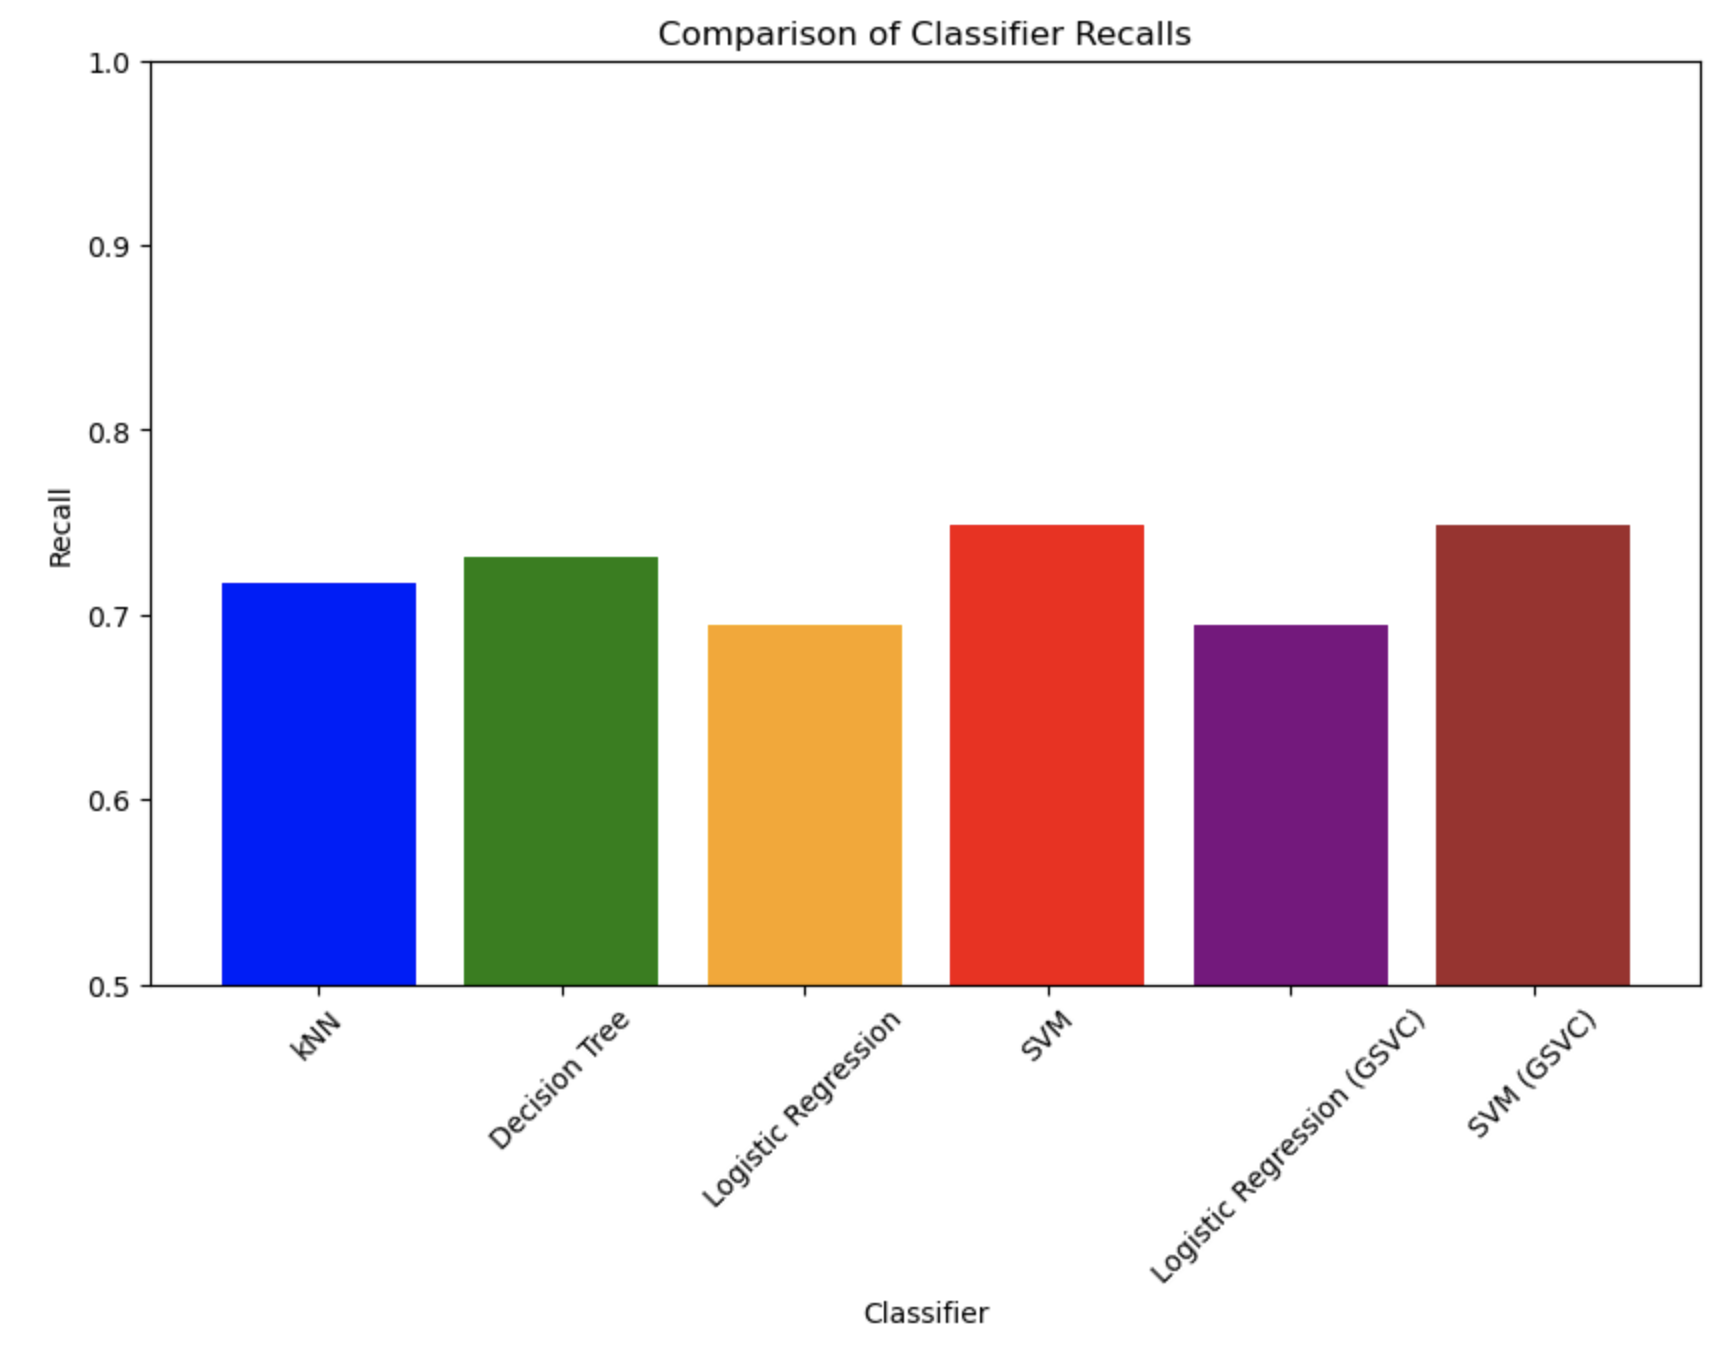 Comparison of Classifier Recalls
1.0
0.9
0.8
0.7
0.6
0.5
Recall
kNN
Decision Tree
Logistic Regression
SVM
Logistic Regression (GSVC)
SVM (GSVC)
Classifier